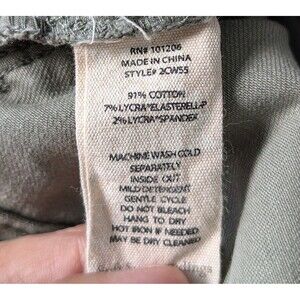 RN# 101206
MADE IN CHINA
STYLE# 2CW55
91% COTTON
7% LYCRA®ELASTERELL-P
2% LYCRA®SPANDEX
MACHINE WASH COLD
SEPARATELY
INSIDE OUT
MILD DETERGENT
GENTLE CYCLE
DO NOT BLEACH
HANG TO DRY
HOT IRON IF NEEDED
MAY BE DRY CLEANED